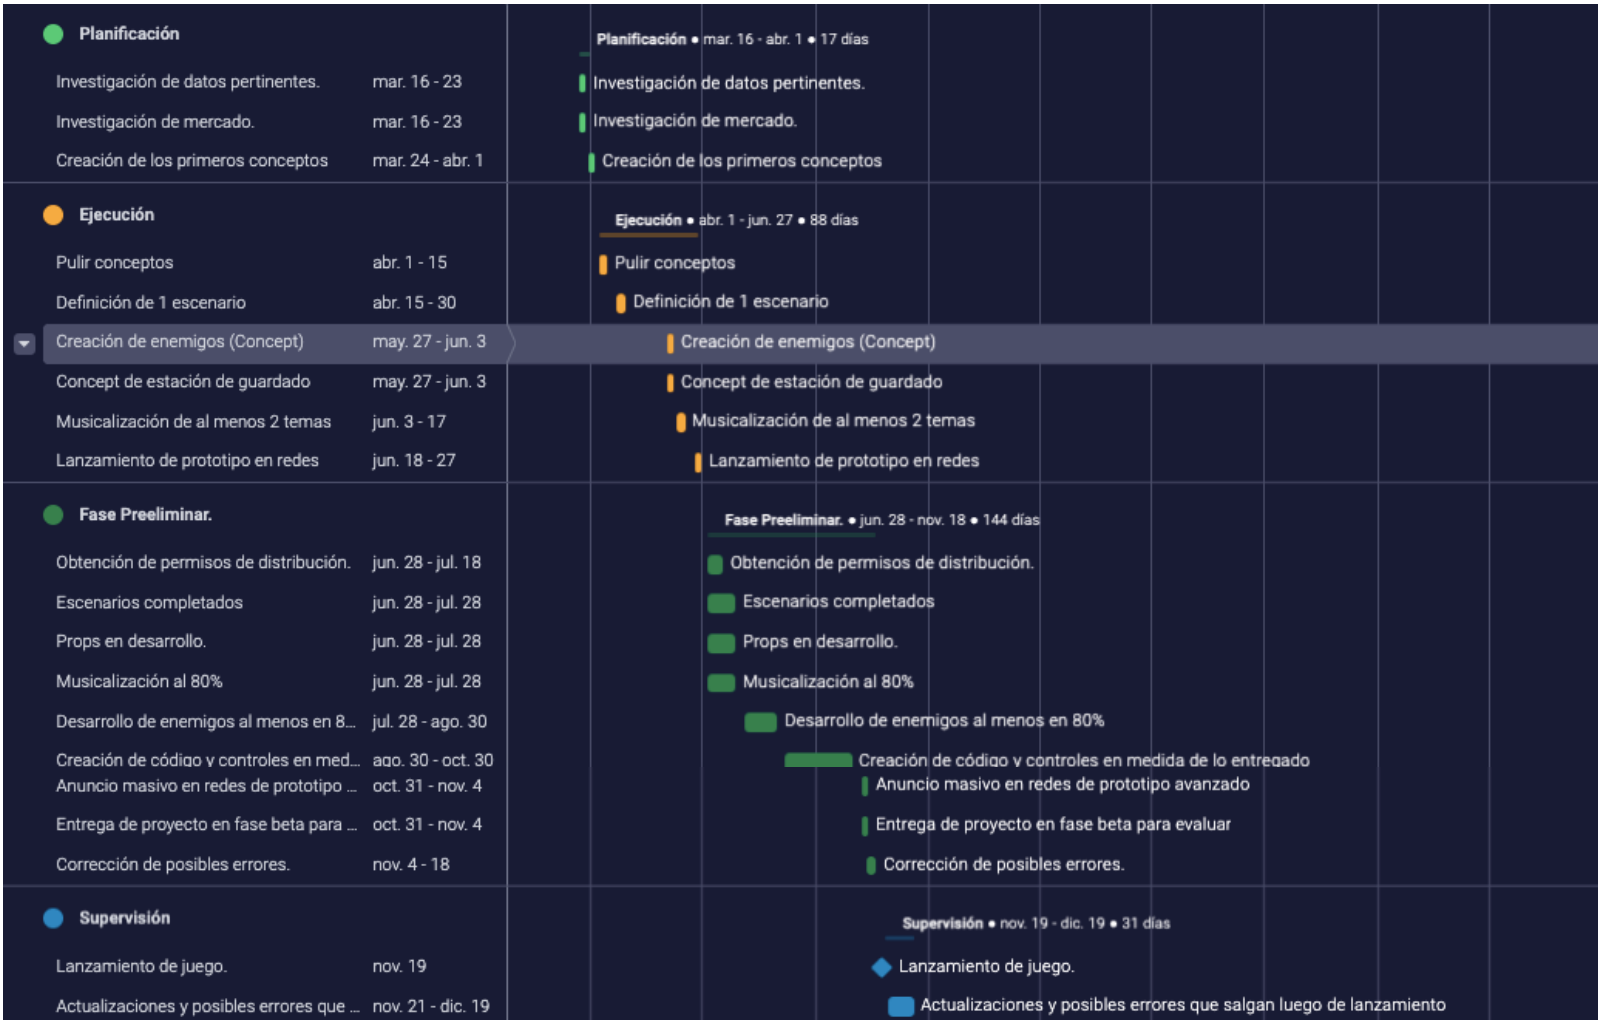 Planificación
Planificación • mar. 16 - abr. 1 • 17 días
Investigación de datos pertinentes. mar. 16 - 23 Investigación de datos pertinentes.
Investigación de mercado. mar. 16 - 23 Investigación de mercado.
Creación de los primeros conceptos mar. 24 - abr. 1 Creación de los primeros conceptos
Ejecución
Ejecución • abr. 1 - jun. 27 • 88 días
Pulir conceptos abr. 1 - 15 Pulir conceptos
Definición de 1 escenario abr. 15 - 30 Definición de 1 escenario
Creación de enemigos (Concept) may. 27 - jun. 3 Creación de enemigos (Concept)
Concept de estación de guardado may. 27 - jun. 3 Concept de estación de guardado
Musicalización de al menos 2 temas jun. 3 - 17 Musicalización de al menos 2 temas
Lanzamiento de prototipo en redes jun. 18 - 27 Lanzamiento de prototipo en redes
Fase Preeliminar.
Fase Preeliminar. • jun. 28 - nov. 18 • 144 días
Obtención de permisos de distribución. jun. 28 - jul. 18 Obtención de permisos de distribución.
Escenarios completados jun. 28 - jul. 28 Escenarios completados
Props en desarrollo. jun. 28 - jul. 28 Props en desarrollo.
Musicalización al 80% jun. 28 - jul. 28 Musicalización al 80%
Desarrollo de enemigos al menos en 8... jul. 28 - ago. 30 Desarrollo de enemigos al menos en 80%
Creación de código y controles en med... ago. 30 - oct. 30 Creación de código y controles en medida de lo entregado
Anuncio masivo en redes de prototipo ... oct. 31 - nov. 4 Anuncio masivo en redes de prototipo avanzado
Entrega de proyecto en fase beta para ... oct. 31 - nov. 4 Entrega de proyecto en fase beta para evaluar
Corrección de posibles errores. nov. 4 - 18 Corrección de posibles errores.
Supervisión
Supervisión • nov. 19 - dic. 19 • 31 días
Lanzamiento de juego. nov. 19 Lanzamiento de juego.
Actualizaciones y posibles errores que ... nov. 21 - dic. 19 Actualizaciones y posibles errores que salgan luego de lanzamiento